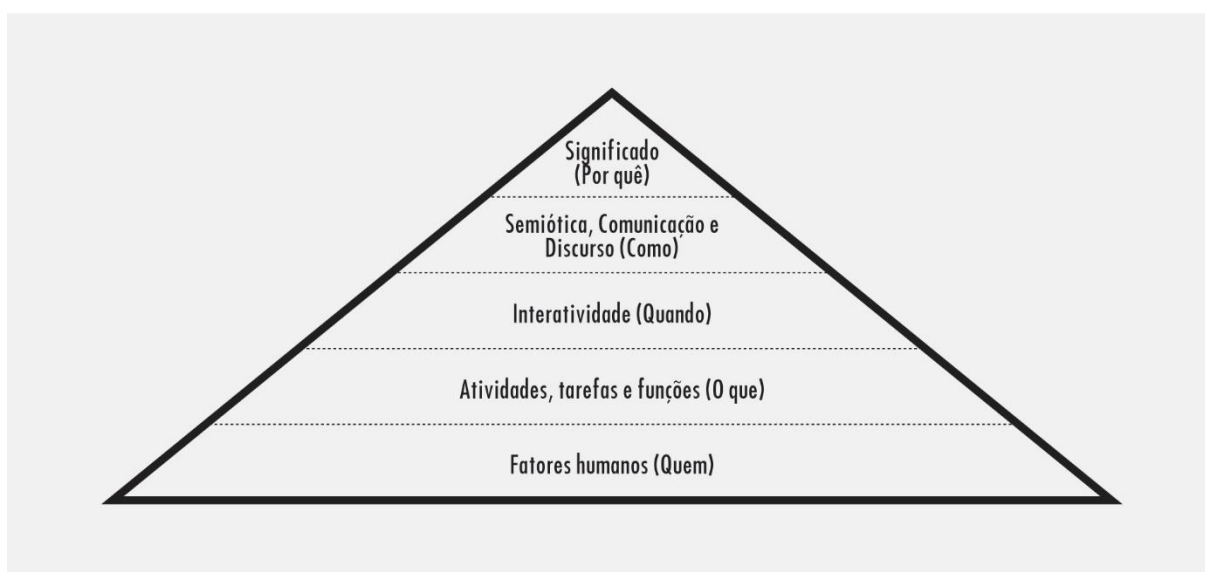 Significado
(Por quê)
Semiótica, Comunicação e
Discurso (Como)
Interatividade (Quando)
Atividades, tarefas e funções (O que)
Fatores humanos (Quem)